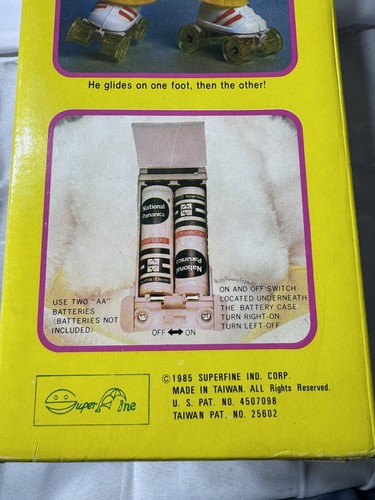 He glides on one foot, then the other!
National
Panasonic
National
Panasonic
USE TWO "AA"
BATTERIES
(BATTERIES NOT
INCLUDED)
ON AND OFF SWITCH
LOCATED UNDERNEATH
THE BATTERY CASE
TURN RIGHT-ON
TURN LEFT-OFF
OFF ↔ ON
SuperFine
©1985 SUPERFINE IND. CORP.
MADE IN TAIWAN. ALL Rights Reserved.
U. S. PAT. NO. 4507098
TAIWAN PAT. NO. 25602